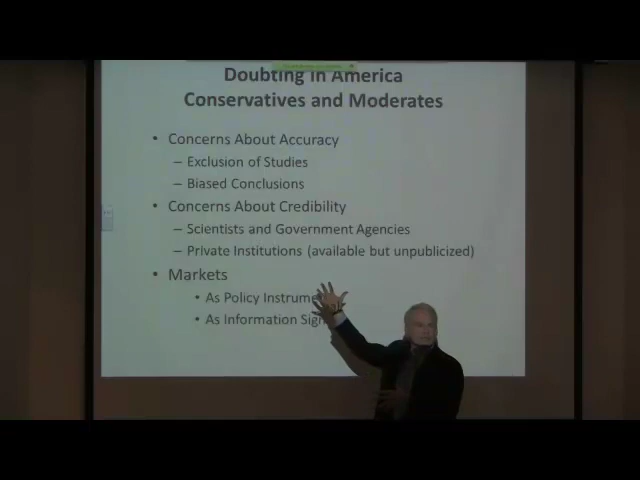 Doubting in America
Conservatives and Moderates
• Concerns About Accuracy
– Exclusion of Studies
– Biased Conclusions
• Concerns About Credibility
– Scientists and Government Agencies
– Private Institutions (available but unpublicized)
• Markets
• As Policy Instrum
• As Information Sign